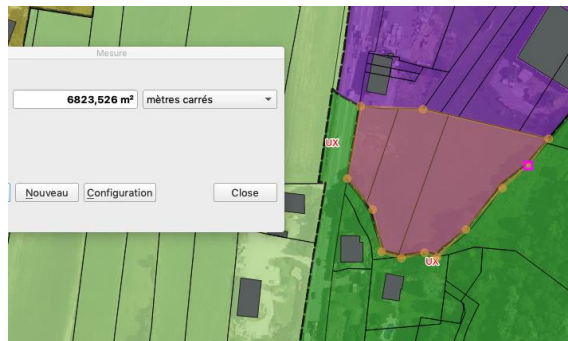 Mesure
6823,526 m² mètres carrés
Nouveau Configuration Close
UX
UX